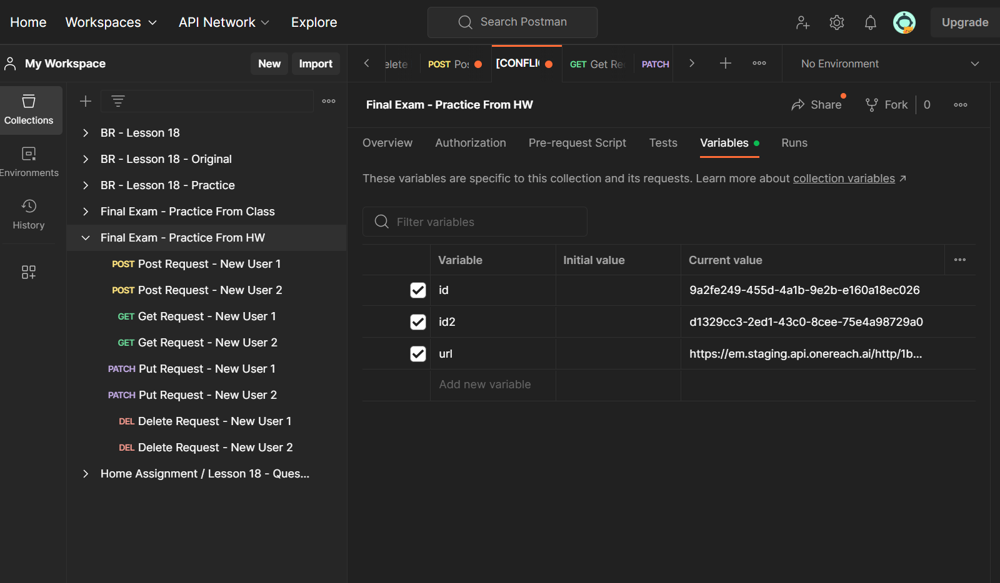 Home Workspaces API Network Explore Search Postman Upgrade
My Workspace New Import
elete POST Pos [CONFLIC GET Get Re PATCH No Environment
Collections
Environments
History
BR - Lesson 18
BR - Lesson 18 - Original
BR - Lesson 18 - Practice
Final Exam - Practice From Class
Final Exam - Practice From HW
POST Post Request - New User 1
POST Post Request - New User 2
GET Get Request - New User 1
GET Get Request - New User 2
PATCH Put Request - New User 1
PATCH Put Request - New User 2
DEL Delete Request - New User 1
DEL Delete Request - New User 2
Home Assignment / Lesson 18 - Ques...
Final Exam - Practice From HW Share Fork 0
Overview Authorization Pre-request Script Tests Variables Runs
These variables are specific to this collection and its requests. Learn more about collection variables ↗
Filter variables
Variable Initial value Current value
id 9a2fe249-455d-4a1b-9e2b-e160a18ec026
id2 d1329cc3-2ed1-43c0-8cee-75e4a98729a0
url https://em.staging.api.onereach.ai/http/1b...
Add new variable